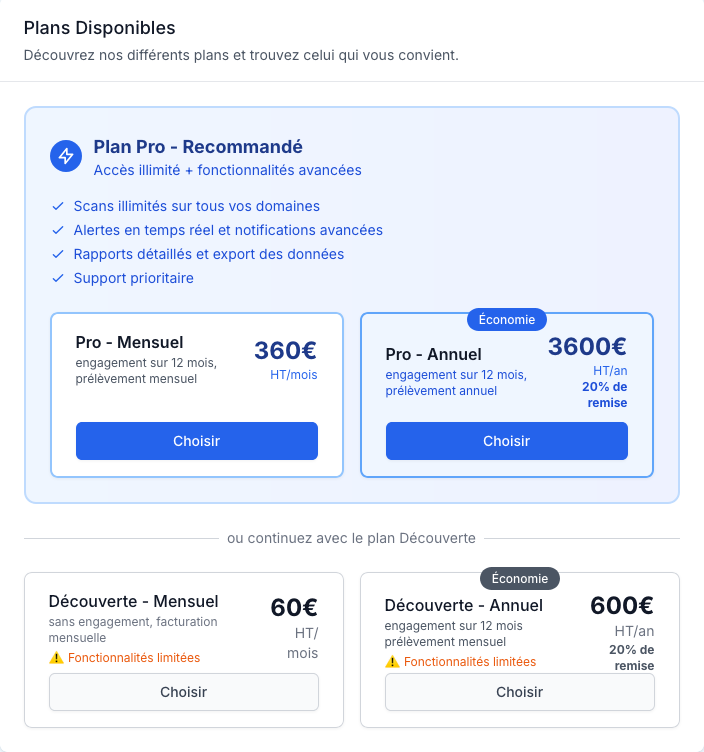 Plans Disponibles
Découvrez nos différents plans et trouvez celui qui vous convient.
Plan Pro - Recommandé
Accès illimité + fonctionnalités avancées
Scans illimités sur tous vos domaines
Alertes en temps réel et notifications avancées
Rapports détaillés et export des données
Support prioritaire
Pro - Mensuel
engagement sur 12 mois,
prélèvement mensuel
360€
HT/mois
Choisir
Économie
Pro - Annuel
engagement sur 12 mois,
prélèvement annuel
3600€
HT/an
20% de
remise
Choisir
ou continuez avec le plan Découverte
Découverte - Mensuel
sans engagement, facturation
mensuelle
⚠️ Fonctionnalités limitées
60€
HT/
mois
Choisir
Économie
Découverte - Annuel
engagement sur 12 mois
prélèvement mensuel
⚠️ Fonctionnalités limitées
600€
HT/an
20% de
remise
Choisir